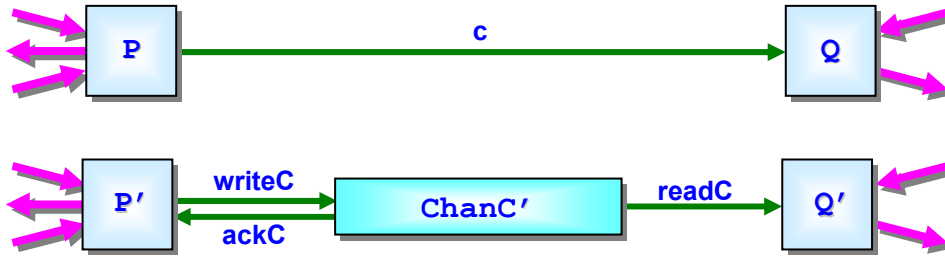 P
c
Q
P′
writeC
ackC
ChanC′
readC
Q′